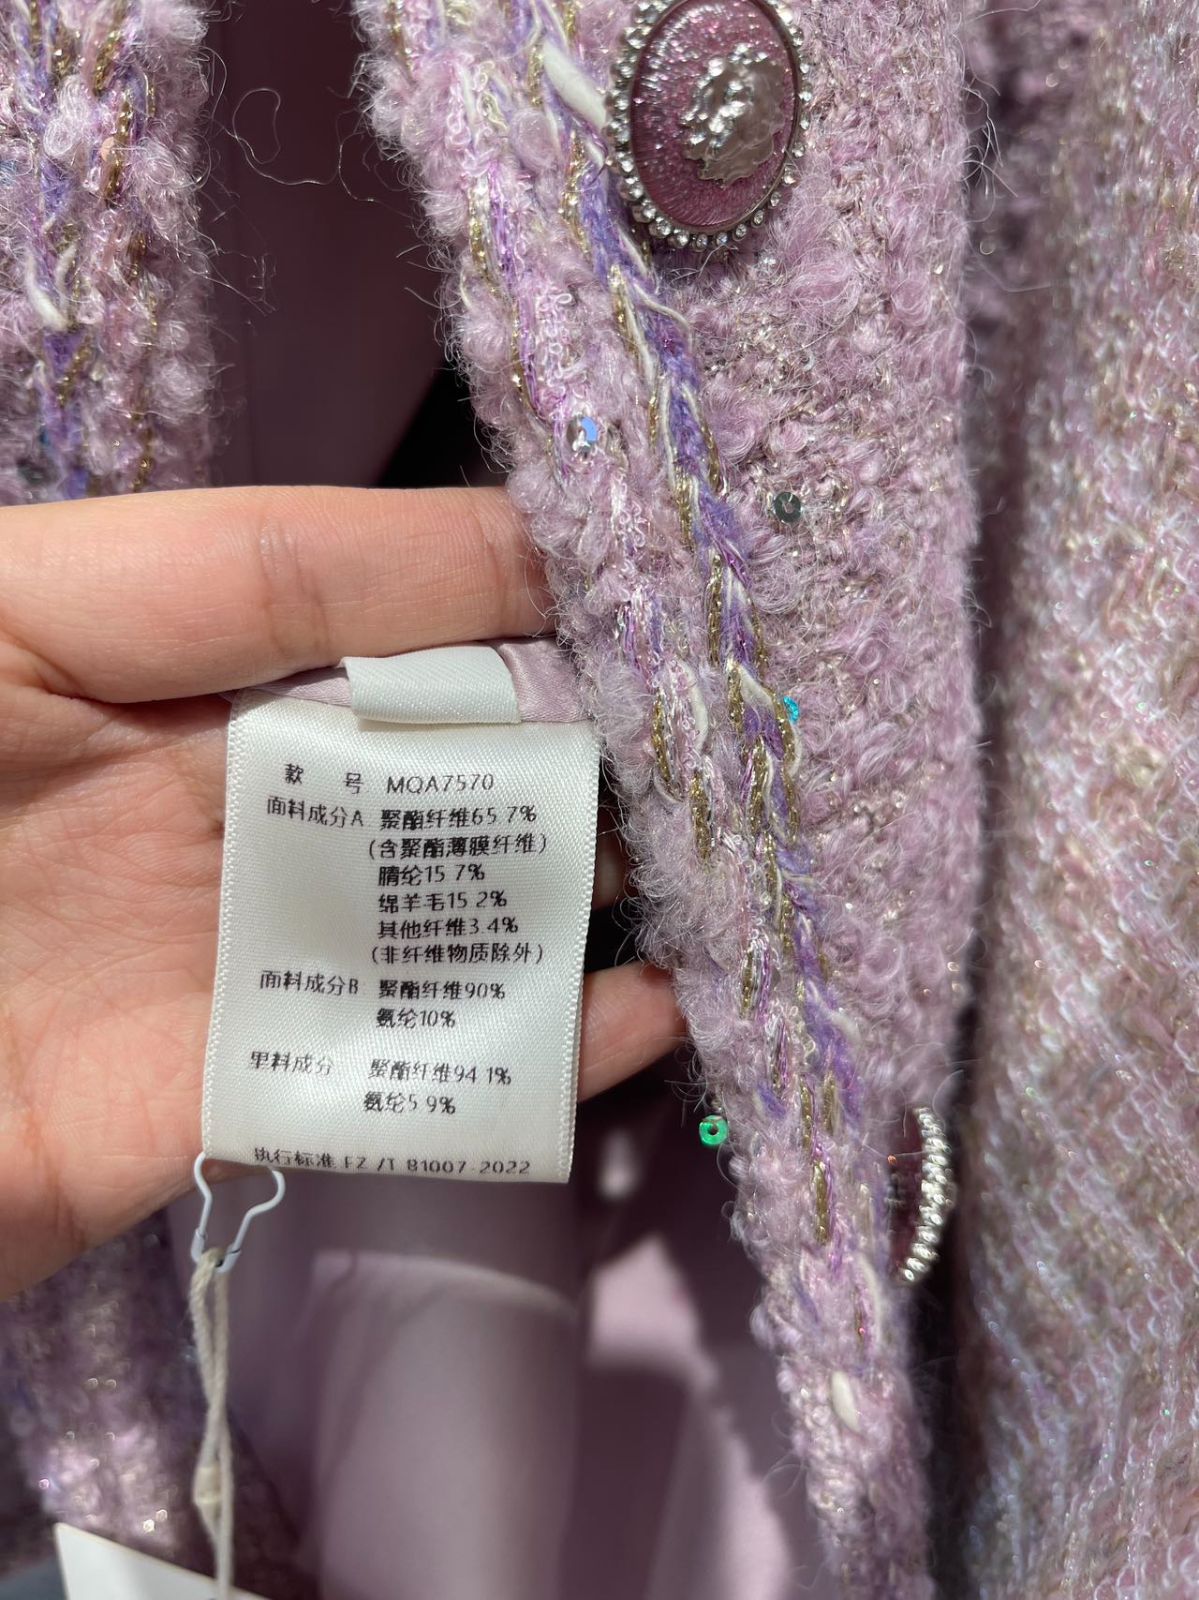 款 号 MQA7570
面料成分A 聚酯纤维65.7%
(含聚酯薄膜纤维)
腈纶15.7%
绵羊毛15.2%
其他纤维3.4%
(非纤维物质除外)
面料成分B 聚酯纤维90%
氨纶10%
里料成分 聚酯纤维94.1%
氨纶5.9%
执行标准 FZ/T 81007-2022